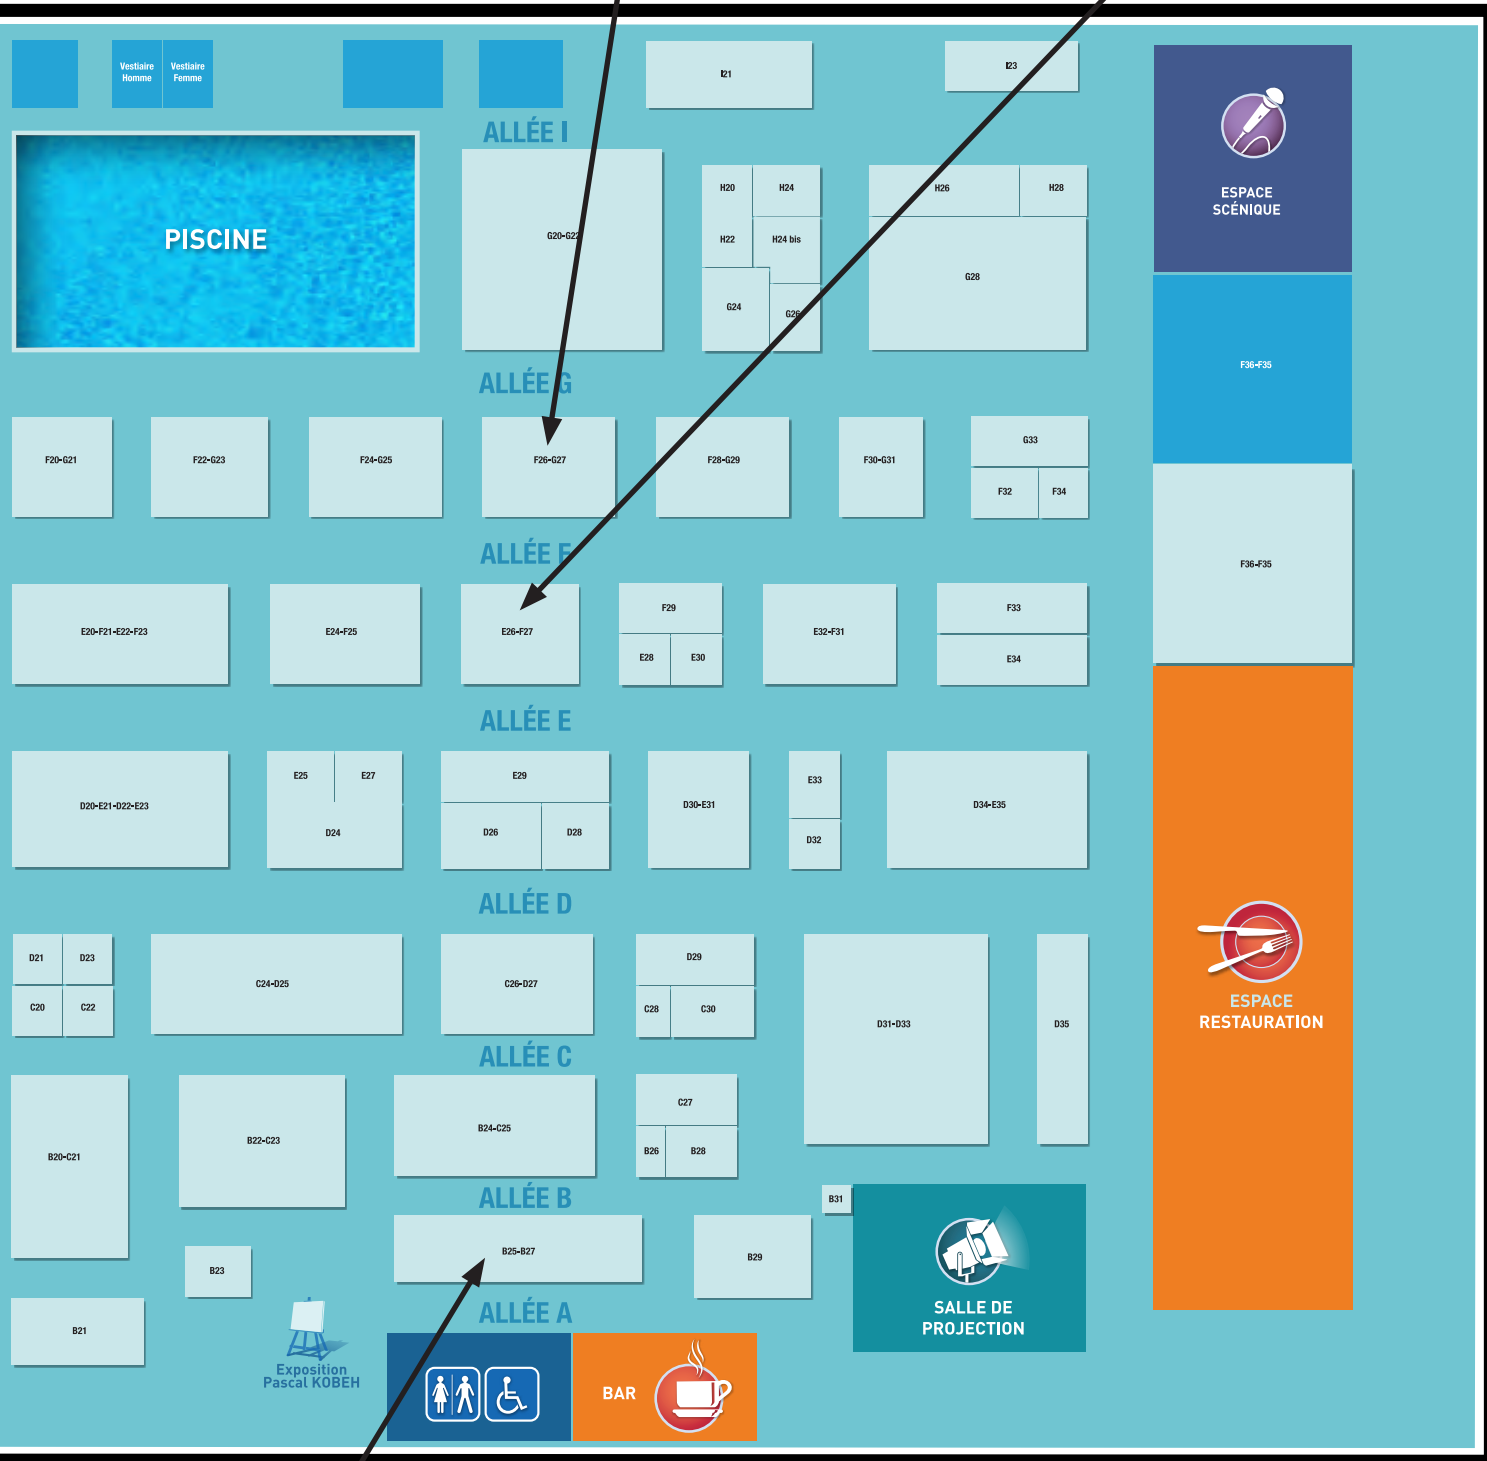 Vestiaire
Homme
Vestiaire
Femme
I21
I23
ALLÉE I
PISCINE
G20-G22
H20
H24
H22
H24 bis
G24
G26
H26
H28
G28
ESPACE
SCÉNIQUE
ALLÉE G
F36-F35
F20-G21
F22-G23
F24-G25
F26-G27
F28-G29
F30-G31
G33
F32
F34
ALLÉE F
F36-F35
E20-F21-E22-F23
E24-F25
E26-F27
F29
E28
E30
E32-F31
F33
E34
ALLÉE E
D20-E21-D22-E23
E25
E27
D24
E29
D26
D28
D30-E31
E33
D32
D34-E35
ALLÉE D
D21
D23
C20
C22
C24-D25
C26-D27
D29
C28
C30
D31-D33
D35
ESPACE
RESTAURATION
ALLÉE C
B20-C21
B22-C23
B24-C25
C27
B26
B28
ALLÉE B
B31
B23
B25-B27
B29
B21
ALLÉE A
SALLE DE
PROJECTION
Exposition
Pascal KOBEH
BAR